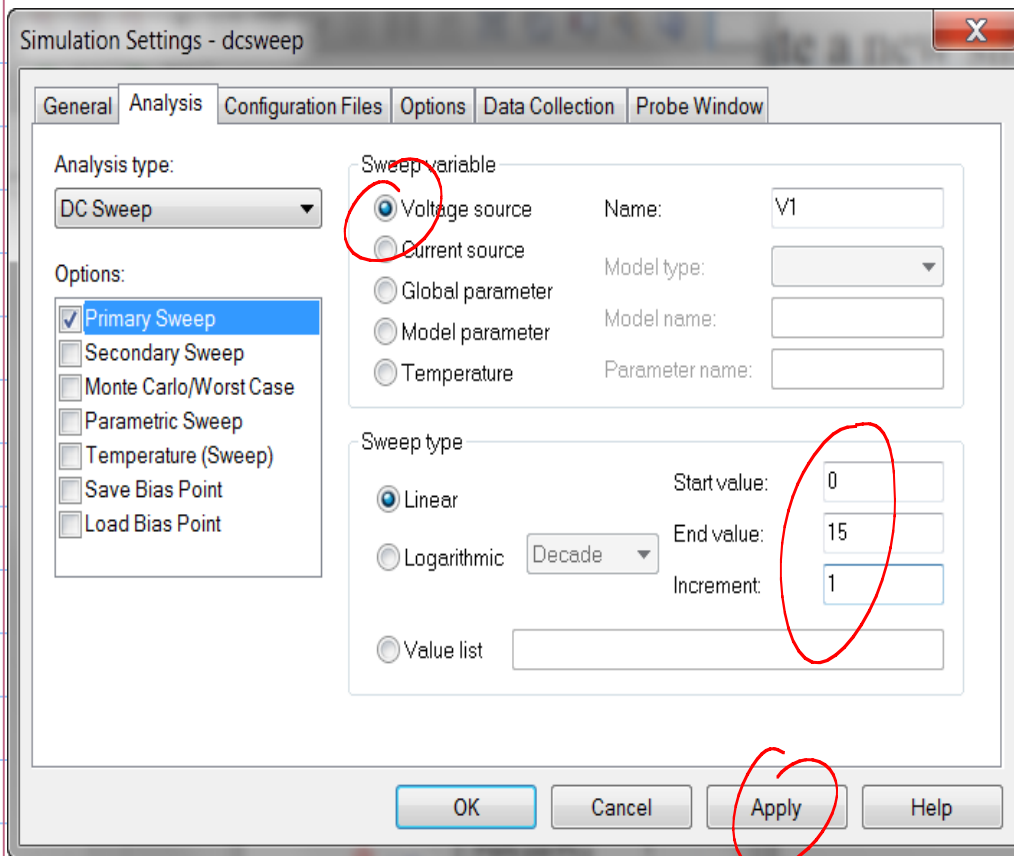 Simulation Settings - dcsweep
X
General Analysis Configuration Files Options Data Collection Probe Window
Analysis type:
DC Sweep
Options:
Primary Sweep
Secondary Sweep
Monte Carlo/Worst Case
Parametric Sweep
Temperature (Sweep)
Save Bias Point
Load Bias Point
Sweep variable
Voltage source
Current source
Global parameter
Model parameter
Temperature
Name: V1
Model type:
Model name:
Parameter name:
Sweep type
Linear
Logarithmic Decade
Value list
Start value: 0
End value: 15
Increment: 1
OK Cancel Apply Help